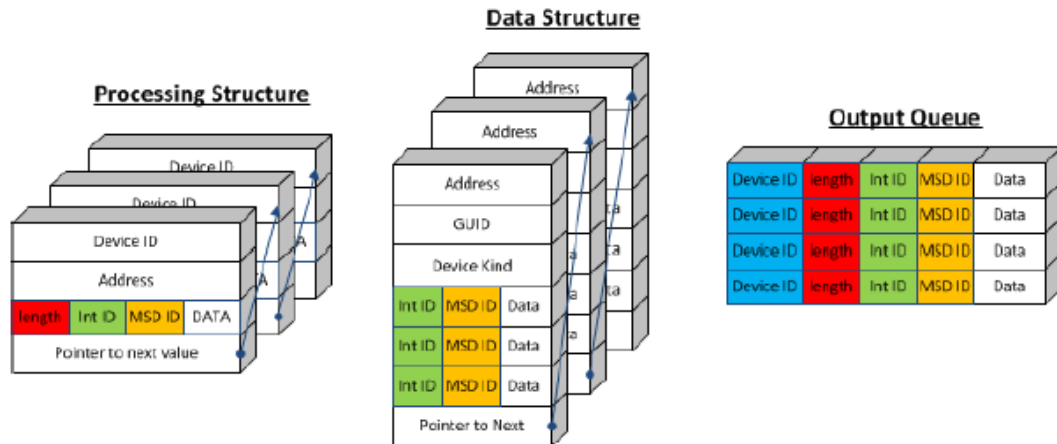 Data Structure
Processing Structure
Output Queue
Device ID
Device ID
Device ID
Address
length Int ID MSD ID DATA
Pointer to next value
Address
Address
Address
GUID
Device Kind
Int ID MSD ID Data
Int ID MSD ID Data
Int ID MSD ID Data
Pointer to Next
Device ID length Int ID MSD ID Data
Device ID length Int ID MSD ID Data
Device ID length Int ID MSD ID Data
Device ID length Int ID MSD ID Data